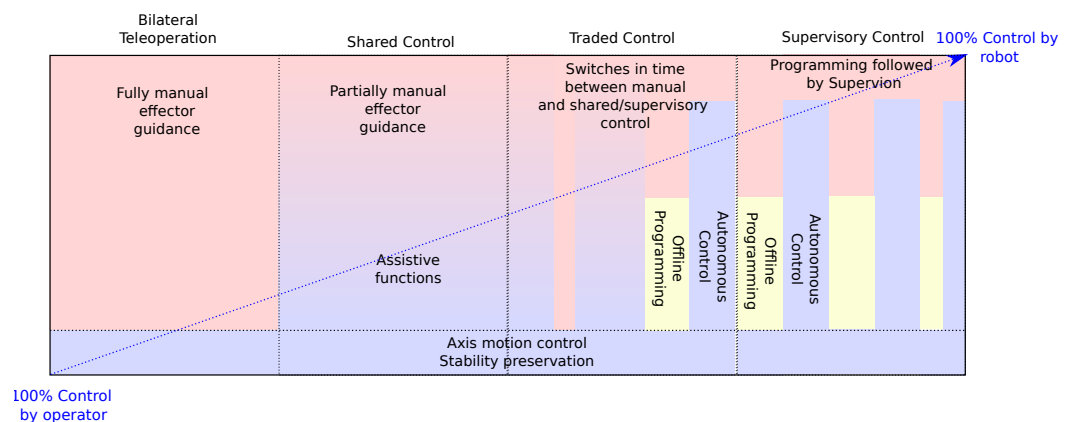 Bilateral
Teleoperation
Shared Control
Traded Control
Supervisory Control
100% Control by
robot
Fully manual
effector
guidance
Partially manual
effector
guidance
Switches in time
between manual
and shared/supervisory
control
Programming followed
by Supervion
Assistive
functions
Offline
Programming
Autonomous
Control
Offline
Programming
Autonomous
Control
Axis motion control
Stability preservation
100% Control
by operator